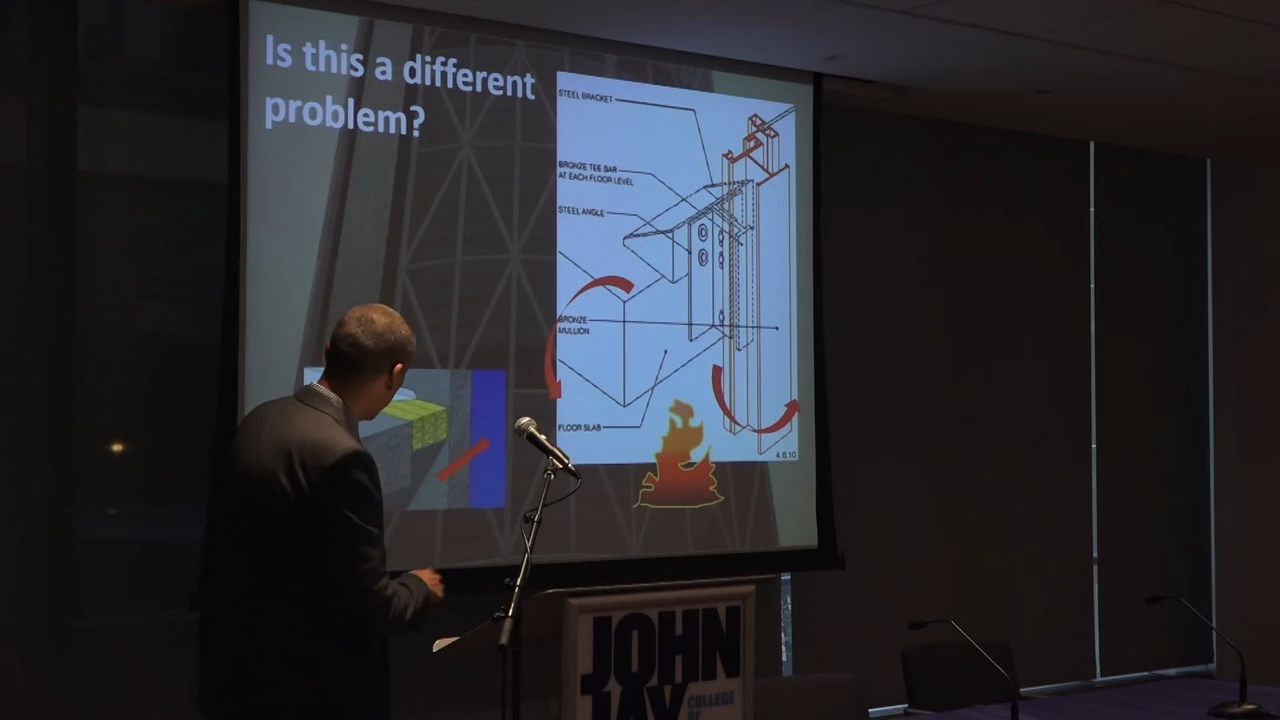 Is this a different
problem?
STEEL BRACKET
BRONZE TEE BAR
AT EACH FLOOR LEVEL
STEEL ANGLE
BRONZE
MULLION
FLOOR SLAB
4.6.10
JOHN
JAY
COLLEGE
OF